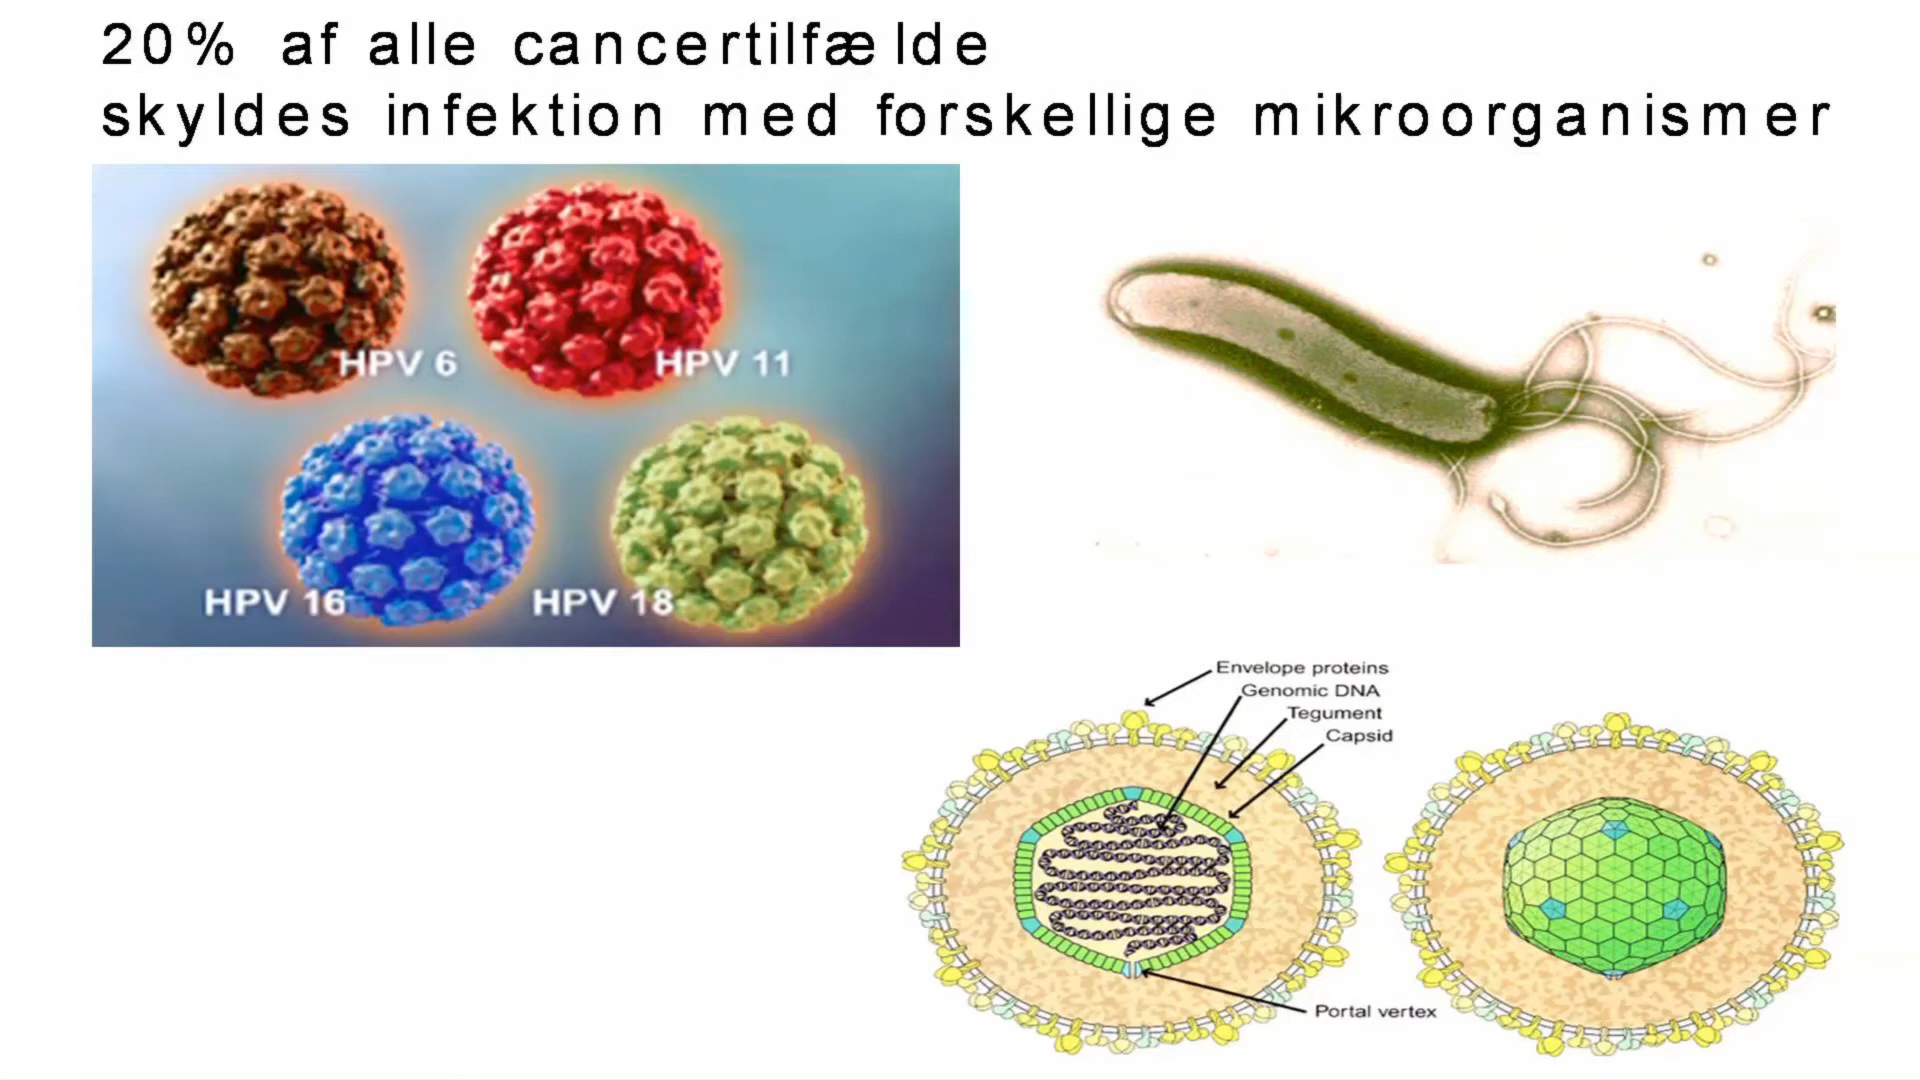 20% af alle cancertilfælde
skyldes infektion med forskellige mikroorganismer
HPV 6
HPV 11
HPV 16
HPV 18
Envelope proteins
Genomic DNA
Tegument
Capsid
Portal vertex